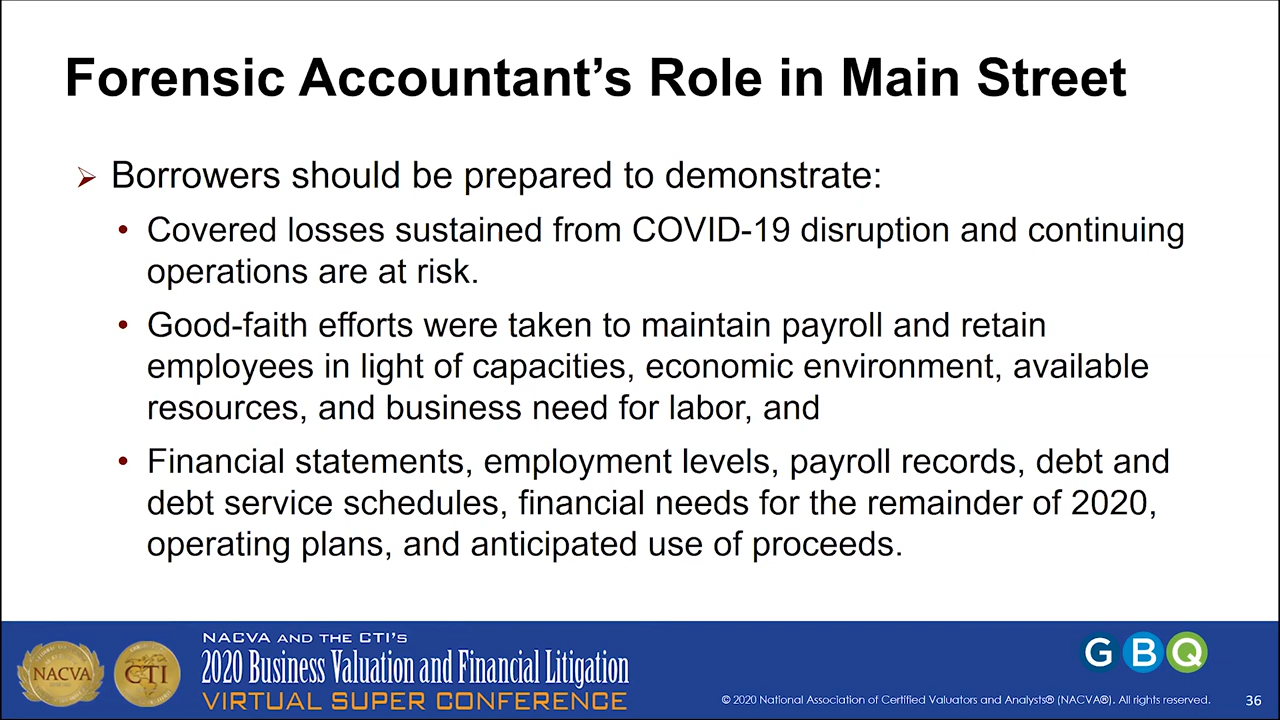 Forensic Accountant’s Role in Main Street
Borrowers should be prepared to demonstrate:
Covered losses sustained from COVID-19 disruption and continuing
operations are at risk.
Good-faith efforts were taken to maintain payroll and retain
employees in light of capacities, economic environment, available
resources, and business need for labor, and
Financial statements, employment levels, payroll records, debt and
debt service schedules, financial needs for the remainder of 2020,
operating plans, and anticipated use of proceeds.
NACVA
CTI
NACVA AND THE CTI’S
2020 Business Valuation and Financial Litigation
VIRTUAL SUPER CONFERENCE
GBQ
© 2020 National Association of Certified Valuators and Analysts® (NACVA®). All rights reserved.
36